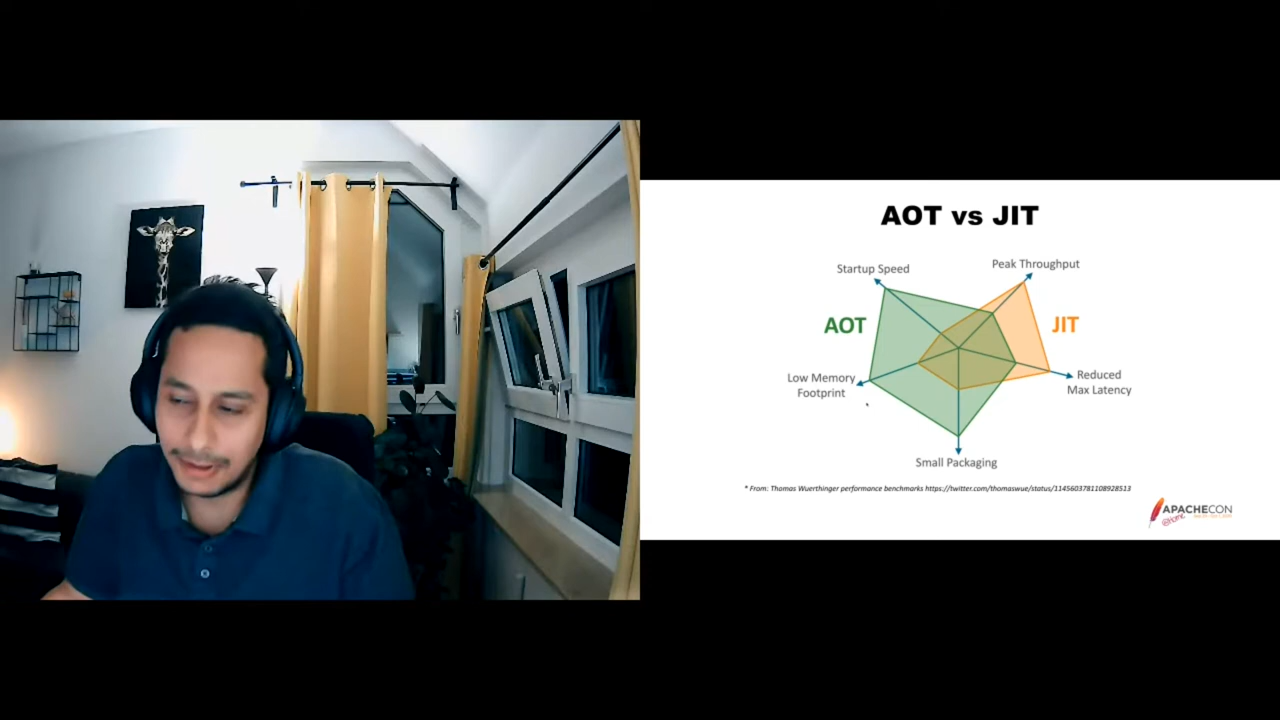 AOT vs JIT
Startup Speed
Peak Throughput
AOT
JIT
Low Memory
Footprint
Reduced
Max Latency
Small Packaging
* From: Thomas Wuerthinger performance benchmarks https://twitter.com/thomaswue/status/1145603781108928513
APACHECON
@Home